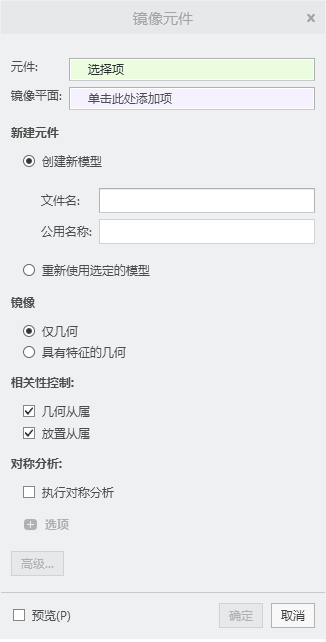 镜像元件
元件: 选择项
镜像平面: 单击此处添加项
新建元件
创建新模型
文件名:
公用名称:
重新使用选定的模型
镜像
仅几何
具有特征的几何
相关性控制:
几何从属
放置从属
对称分析:
执行对称分析
选项
高级...
预览(P) 确定 取消